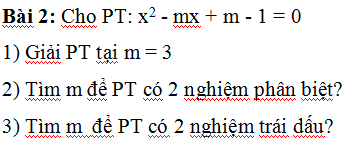 Bài 2: Cho PT: x² - mx + m - 1 = 0
1) Giải PT tại m = 3
2) Tìm m để PT có 2 nghiệm phân biệt?
3) Tìm m để PT có 2 nghiệm trái dấu?